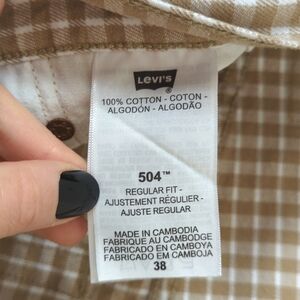 Levi's
100% COTTON - COTON -
ALGODÓN - ALGODÃO
504™
REGULAR FIT -
AJUSTEMENT RÉGULIER -
AJUSTE REGULAR
MADE IN CAMBODIA
FABRIQUE AU CAMBODGE
FABRICADO EN CAMBOYA
FABRICADO EM CAMBOJA
38